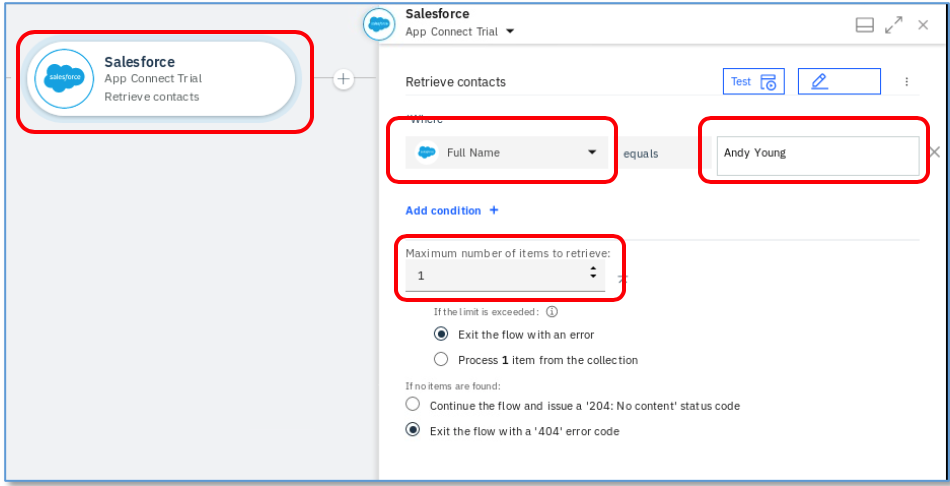 Salesforce
App Connect Trial
Retrieve contacts
salesforce
Salesforce
App Connect Trial
Retrieve contacts
Test
Where
Full Name
equals
Andy Young
Add condition +
Maximum number of items to retrieve:
1
If the limit is exceeded:
Exit the flow with an error
Process 1 item from the collection
If no items are found:
Continue the flow and issue a '204: No content' status code
Exit the flow with a '404' error code